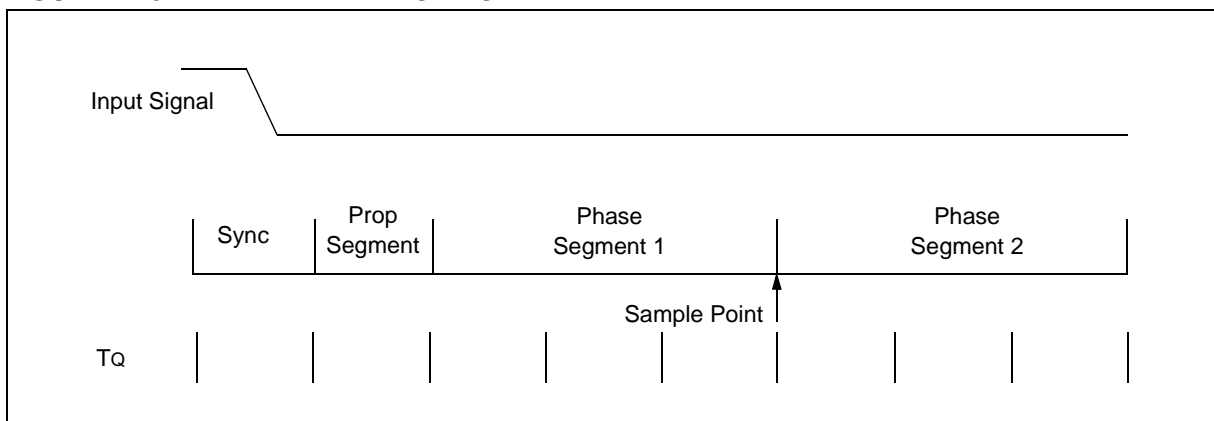 Input Signal
Sync
Prop
Segment
Phase
Segment 1
Phase
Segment 2
Sample Point
TQ